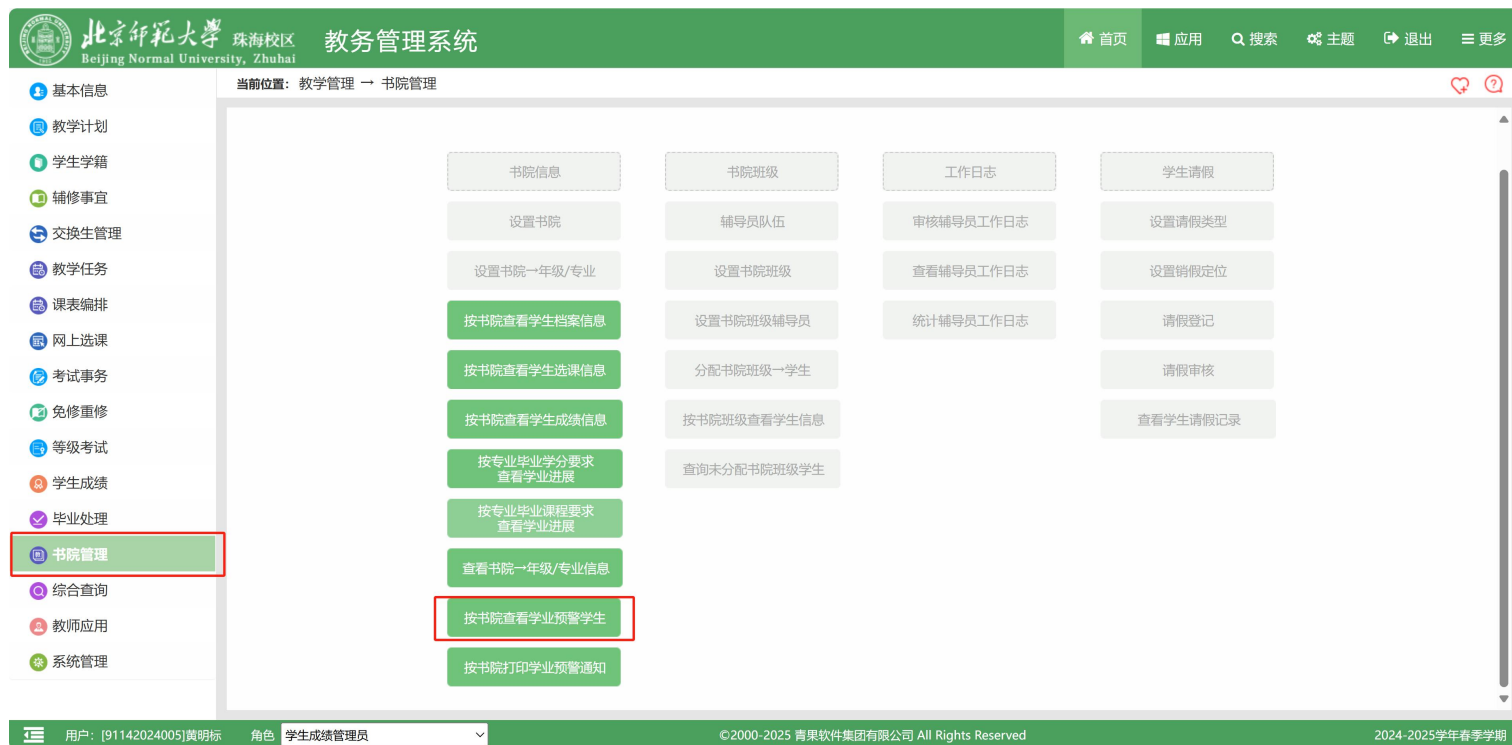 北京师范大学 珠海校区 教务管理系统
Beijing Normal University, Zhuhai
首页 应用 搜索 主题 退出 更多
当前位置: 教学管理 → 书院管理
基本信息
教学计划
学生学籍
辅修事宜
交换生管理
教学任务
课表编排
网上选课
考试事务
免修重修
等级考试
学生成绩
毕业处理
书院管理
综合查询
教师应用
系统管理
书院信息
设置书院
设置书院→年级/专业
按书院查看学生档案信息
按书院查看学生选课信息
按书院查看学生成绩信息
按专业毕业学分要求
查看学业进展
按专业毕业课程要求
查看学业进展
查看书院→年级/专业信息
按书院查看学业预警学生
按书院打印学业预警通知
书院班级
辅导员队伍
设置书院班级
设置书院班级辅导员
分配书院班级→学生
按书院班级查看学生信息
查询未分配书院班级学生
工作日志
审核辅导员工作日志
查看辅导员工作日志
统计辅导员工作日志
学生请假
设置请假类型
设置销假定位
请假登记
请假审核
查看学生请假记录
用户: [91142024005]黄明标 角色 学生成绩管理员 ©2000-2025 青果软件集团有限公司 All Rights Reserved 2024-2025学年春季学期